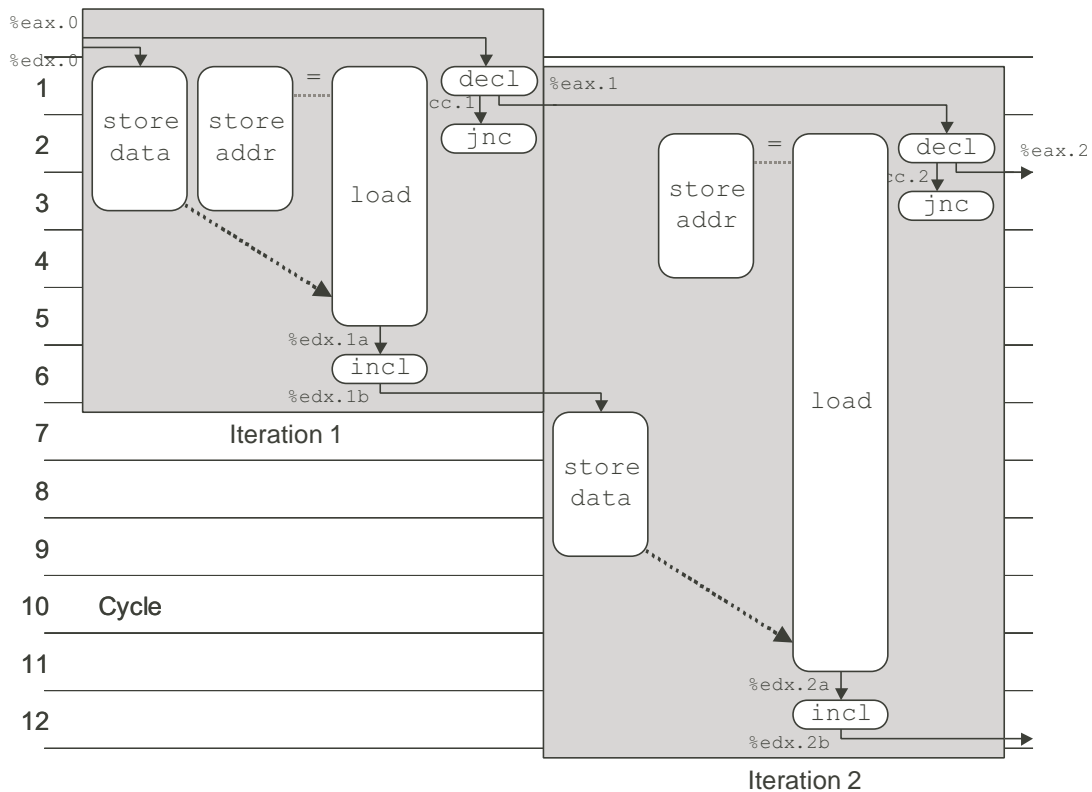 %eax.0
%edx.0
1
2
3
4
5
6
7
8
9
10
11
12
Cycle
store
data
store
addr
=
load
decl
cc.1
jnc
%edx.1a
incl
%edx.1b
Iteration 1
%eax.1
store
addr
=
load
decl
cc.2
jnc
%eax.2
store
data
%edx.2a
incl
%edx.2b
Iteration 2